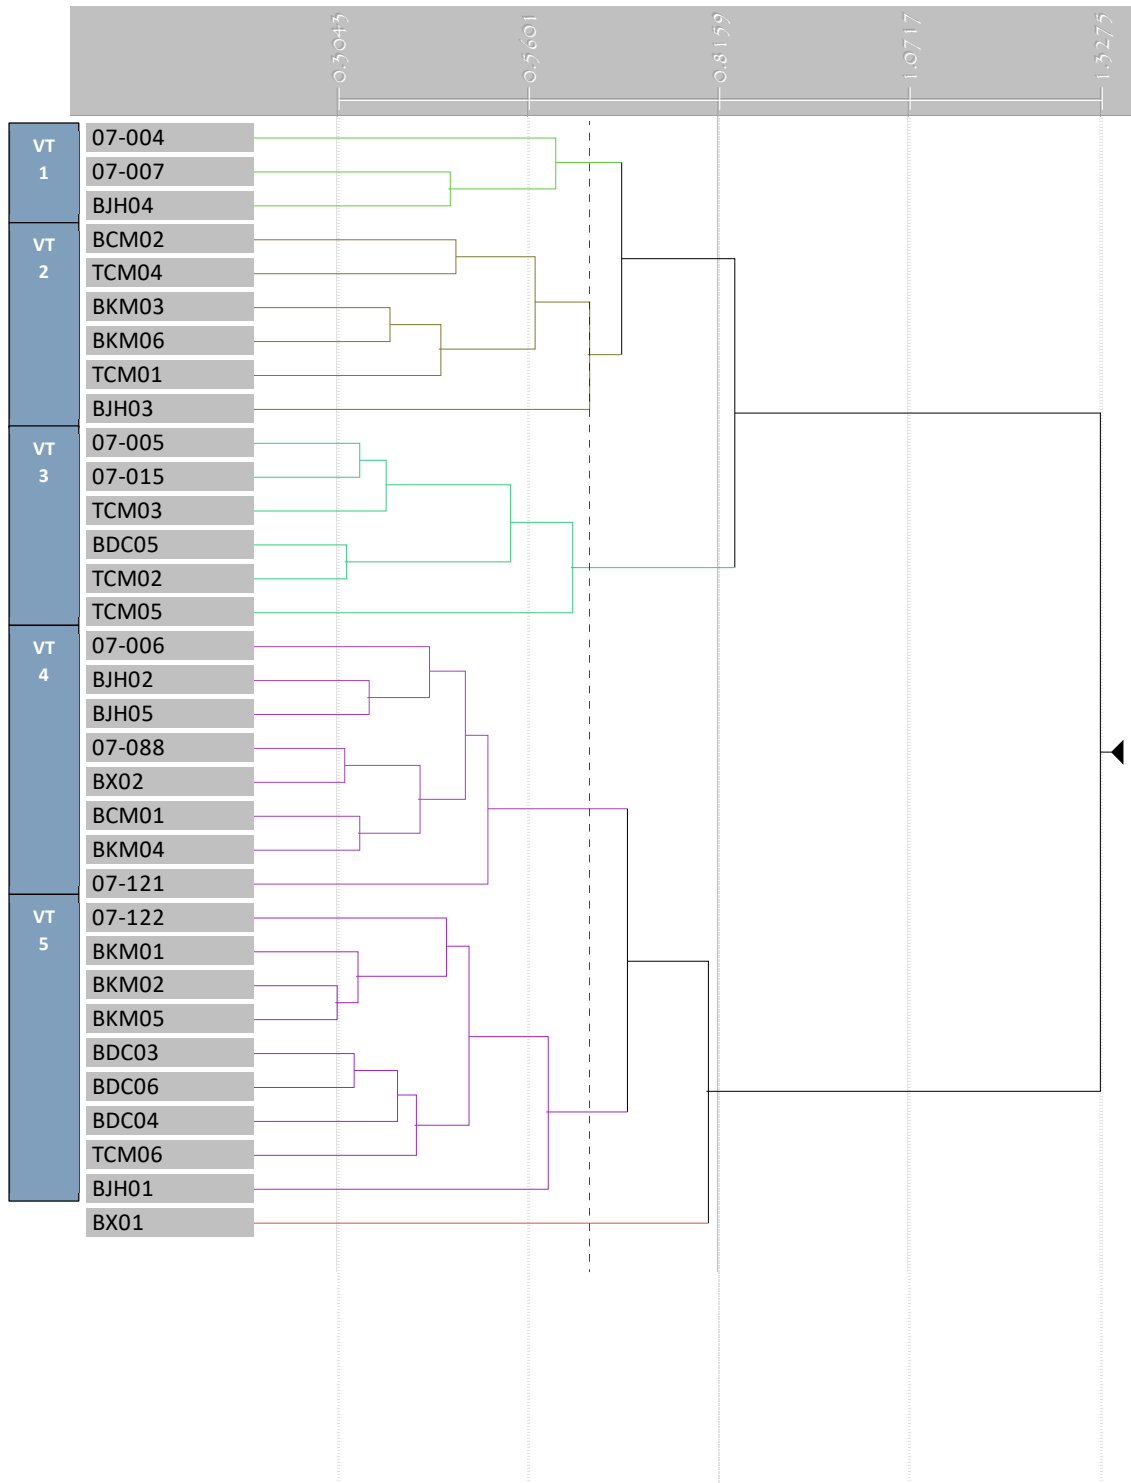 0.3043
0.5601
0.8159
1.0717
1.3275
VT
1
07-004
07-007
BJH04
VT
2
BCM02
TCM04
BKM03
BKM06
TCM01
BJH03
VT
3
07-005
07-015
TCM03
BDC05
TCM02
TCM05
VT
4
07-006
BJH02
BJH05
07-088
BX02
BCM01
BKM04
07-121
VT
5
07-122
BKM01
BKM02
BKM05
BDC03
BDC06
BDC04
TCM06
BJH01
BX01